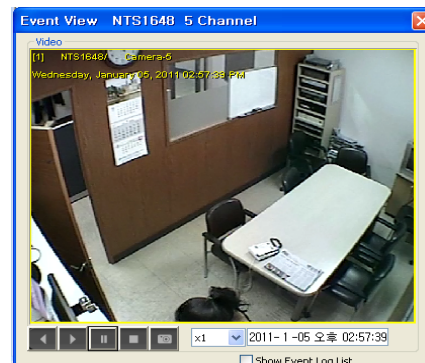 Event View NTS1648 5 Channel
Video
[1] NTS1648/ Camera-5
Wednesday, January 05, 2011 02:57:39 PM
x1
2011- 1 -05 오후 02:57:39
Show Event Log List